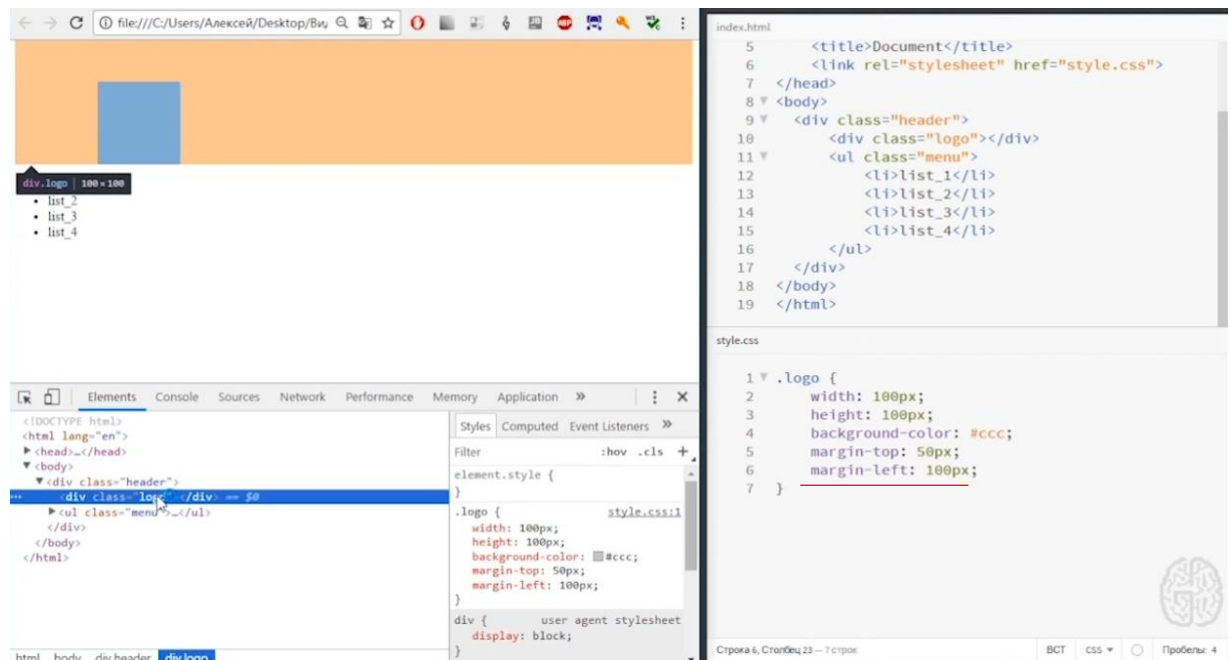 file:///C:/Users/Алексей/Desktop/Ви
div.logo | 100×100
• list_2
• list_3
• list_4
Elements Console Sources Network Performance Memory Application »
<!DOCTYPE html>
<html lang="en">
<head>…</head>
<body>
<div class="header">
<div class="logo" </div> == $0
<ul class="menu">…</ul>
</div>
</body>
</html>
html body div.header div.logo
Styles Computed Event Listeners »
Filter :hov .cls +
element.style {
}
.logo { style.css:1
width: 100px;
height: 100px;
background-color: #ccc;
margin-top: 50px;
margin-left: 100px;
}
div { user agent stylesheet
display: block;
}
index.html
5 <title>Document</title>
6 <link rel="stylesheet" href="style.css">
7 </head>
8 <body>
9 <div class="header">
10 <div class="logo"></div>
11 <ul class="menu">
12 <li>list_1</li>
13 <li>list_2</li>
14 <li>list_3</li>
15 <li>list_4</li>
16 </ul>
17 </div>
18 </body>
19 </html>
style.css
1 .logo {
2 width: 100px;
3 height: 100px;
4 background-color: #ccc;
5 margin-top: 50px;
6 margin-left: 100px;
7 }
Строка 6, Столбец 23 — 7 строк ВСТ CSS Пробелы: 4